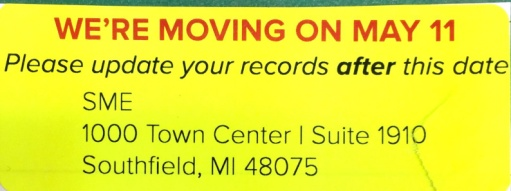 WE'RE MOVING ON MAY 11
Please update your records after this date
SME
1000 Town Center | Suite 1910
Southfield, MI 48075